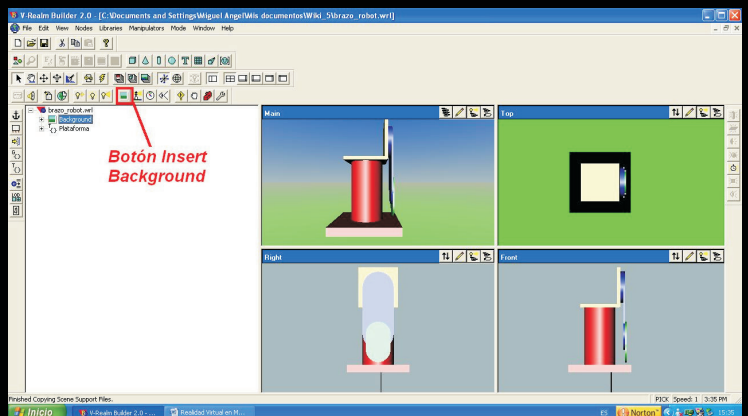 V-Realm Builder 2.0 - [C:\Documents and Settings\Miguel Angel\Mis documentos\Wiki_5\brazo_robot.wrl]
File Edit View Nodes Libraries Manipulators Mode Window Help
brazo_robot.wrl
Background
Plataforma
Botón Insert
Background
Main
Top
Right
Front
Finished Copying Scene Support Files.
PICK Speed: 1 3:35 PM
Inicio V-Realm Builder 2.0 - ... Realidad Virtual en M... ES Norton 15:35